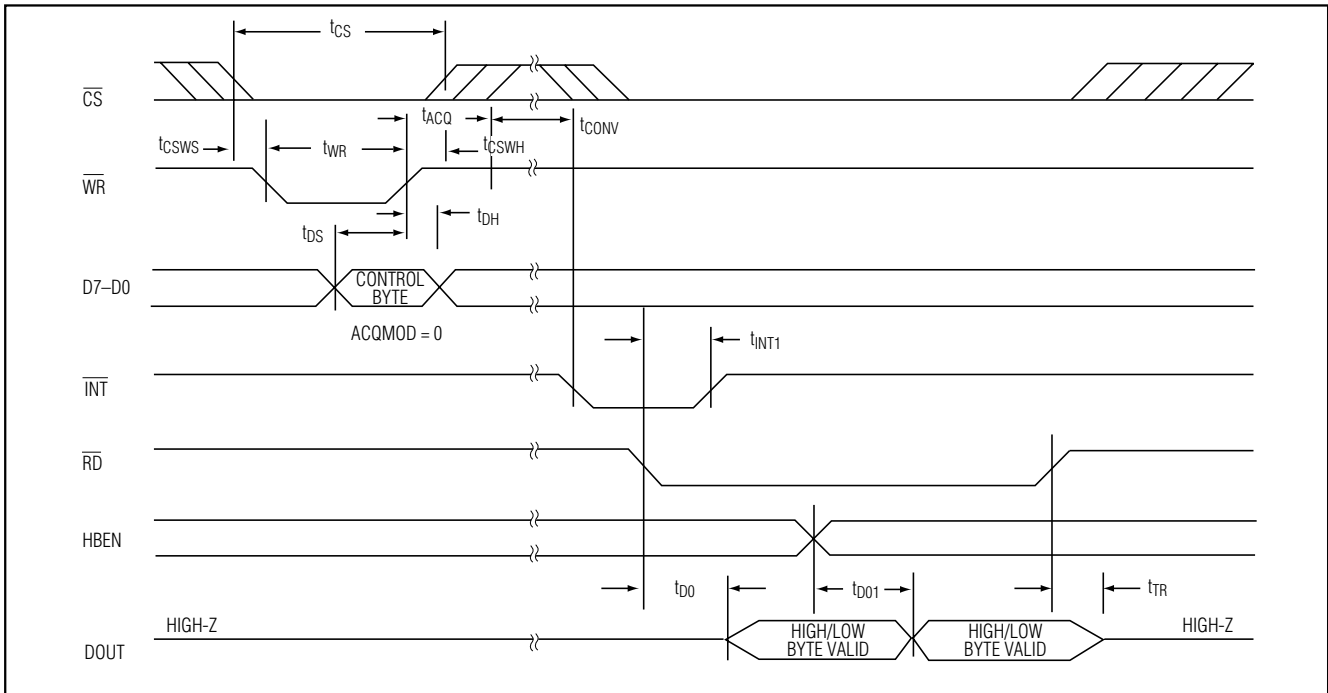 tCS
CS
tACQ
tCONV
tCSWS
tWR
tCSWH
WR
tDH
tDS
D7–D0
CONTROL
BYTE
ACQMOD = 0
tINT1
INT
RD
HBEN
tD0
tD01
tTR
HIGH-Z
HIGH/LOW
BYTE VALID
HIGH/LOW
BYTE VALID
HIGH-Z
DOUT